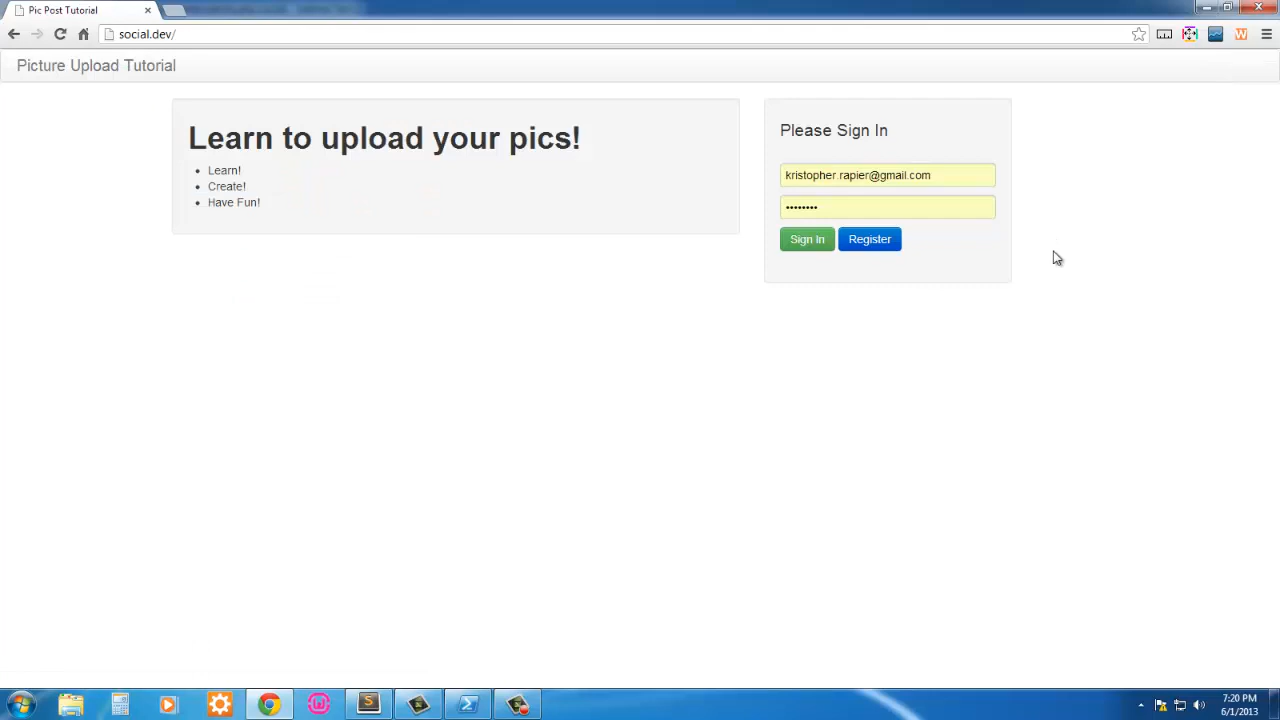 Pic Post Tutorial
social.dev/
Picture Upload Tutorial
Learn to upload your pics!
Learn!
Create!
Have Fun!
Please Sign In
kristopher.rapier@gmail.com
••••••••
Sign In
Register
7:20 PM
6/1/2013